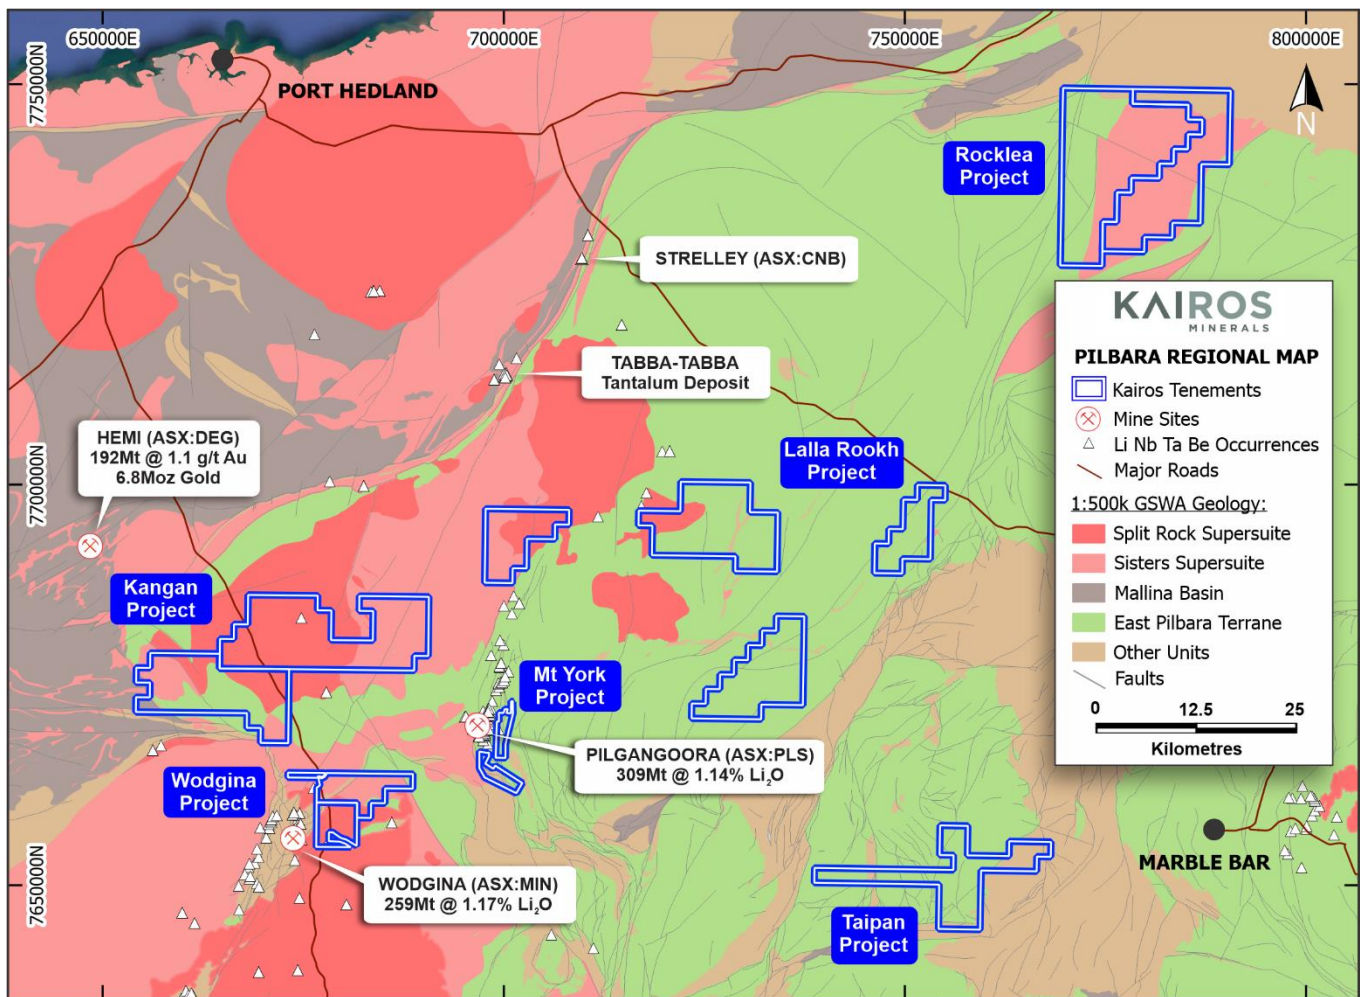 650000E
700000E
750000E
800000E
7750000N
7700000N
7650000N
PORT HEDLAND
N
Rocklea
Project
STRELLEY (ASX:CNB)
TABBA-TABBA
Tantalum Deposit
HEMI (ASX:DEG)
192Mt @ 1.1 g/t Au
6.8Moz Gold
Lalla Rookh
Project
Kangan
Project
Mt York
Project
PILGANGOORA (ASX:PLS)
309Mt @ 1.14% Li₂O
Wodgina
Project
WODGINA (ASX:MIN)
259Mt @ 1.17% Li₂O
Taipan
Project
MARBLE BAR
KAIROS
MINERALS
PILBARA REGIONAL MAP
Kairos Tenements
Mine Sites
Li Nb Ta Be Occurrences
Major Roads
1:500k GSWA Geology:
Split Rock Supersuite
Sisters Supersuite
Mallina Basin
East Pilbara Terrane
Other Units
Faults
0 12.5 25
Kilometres